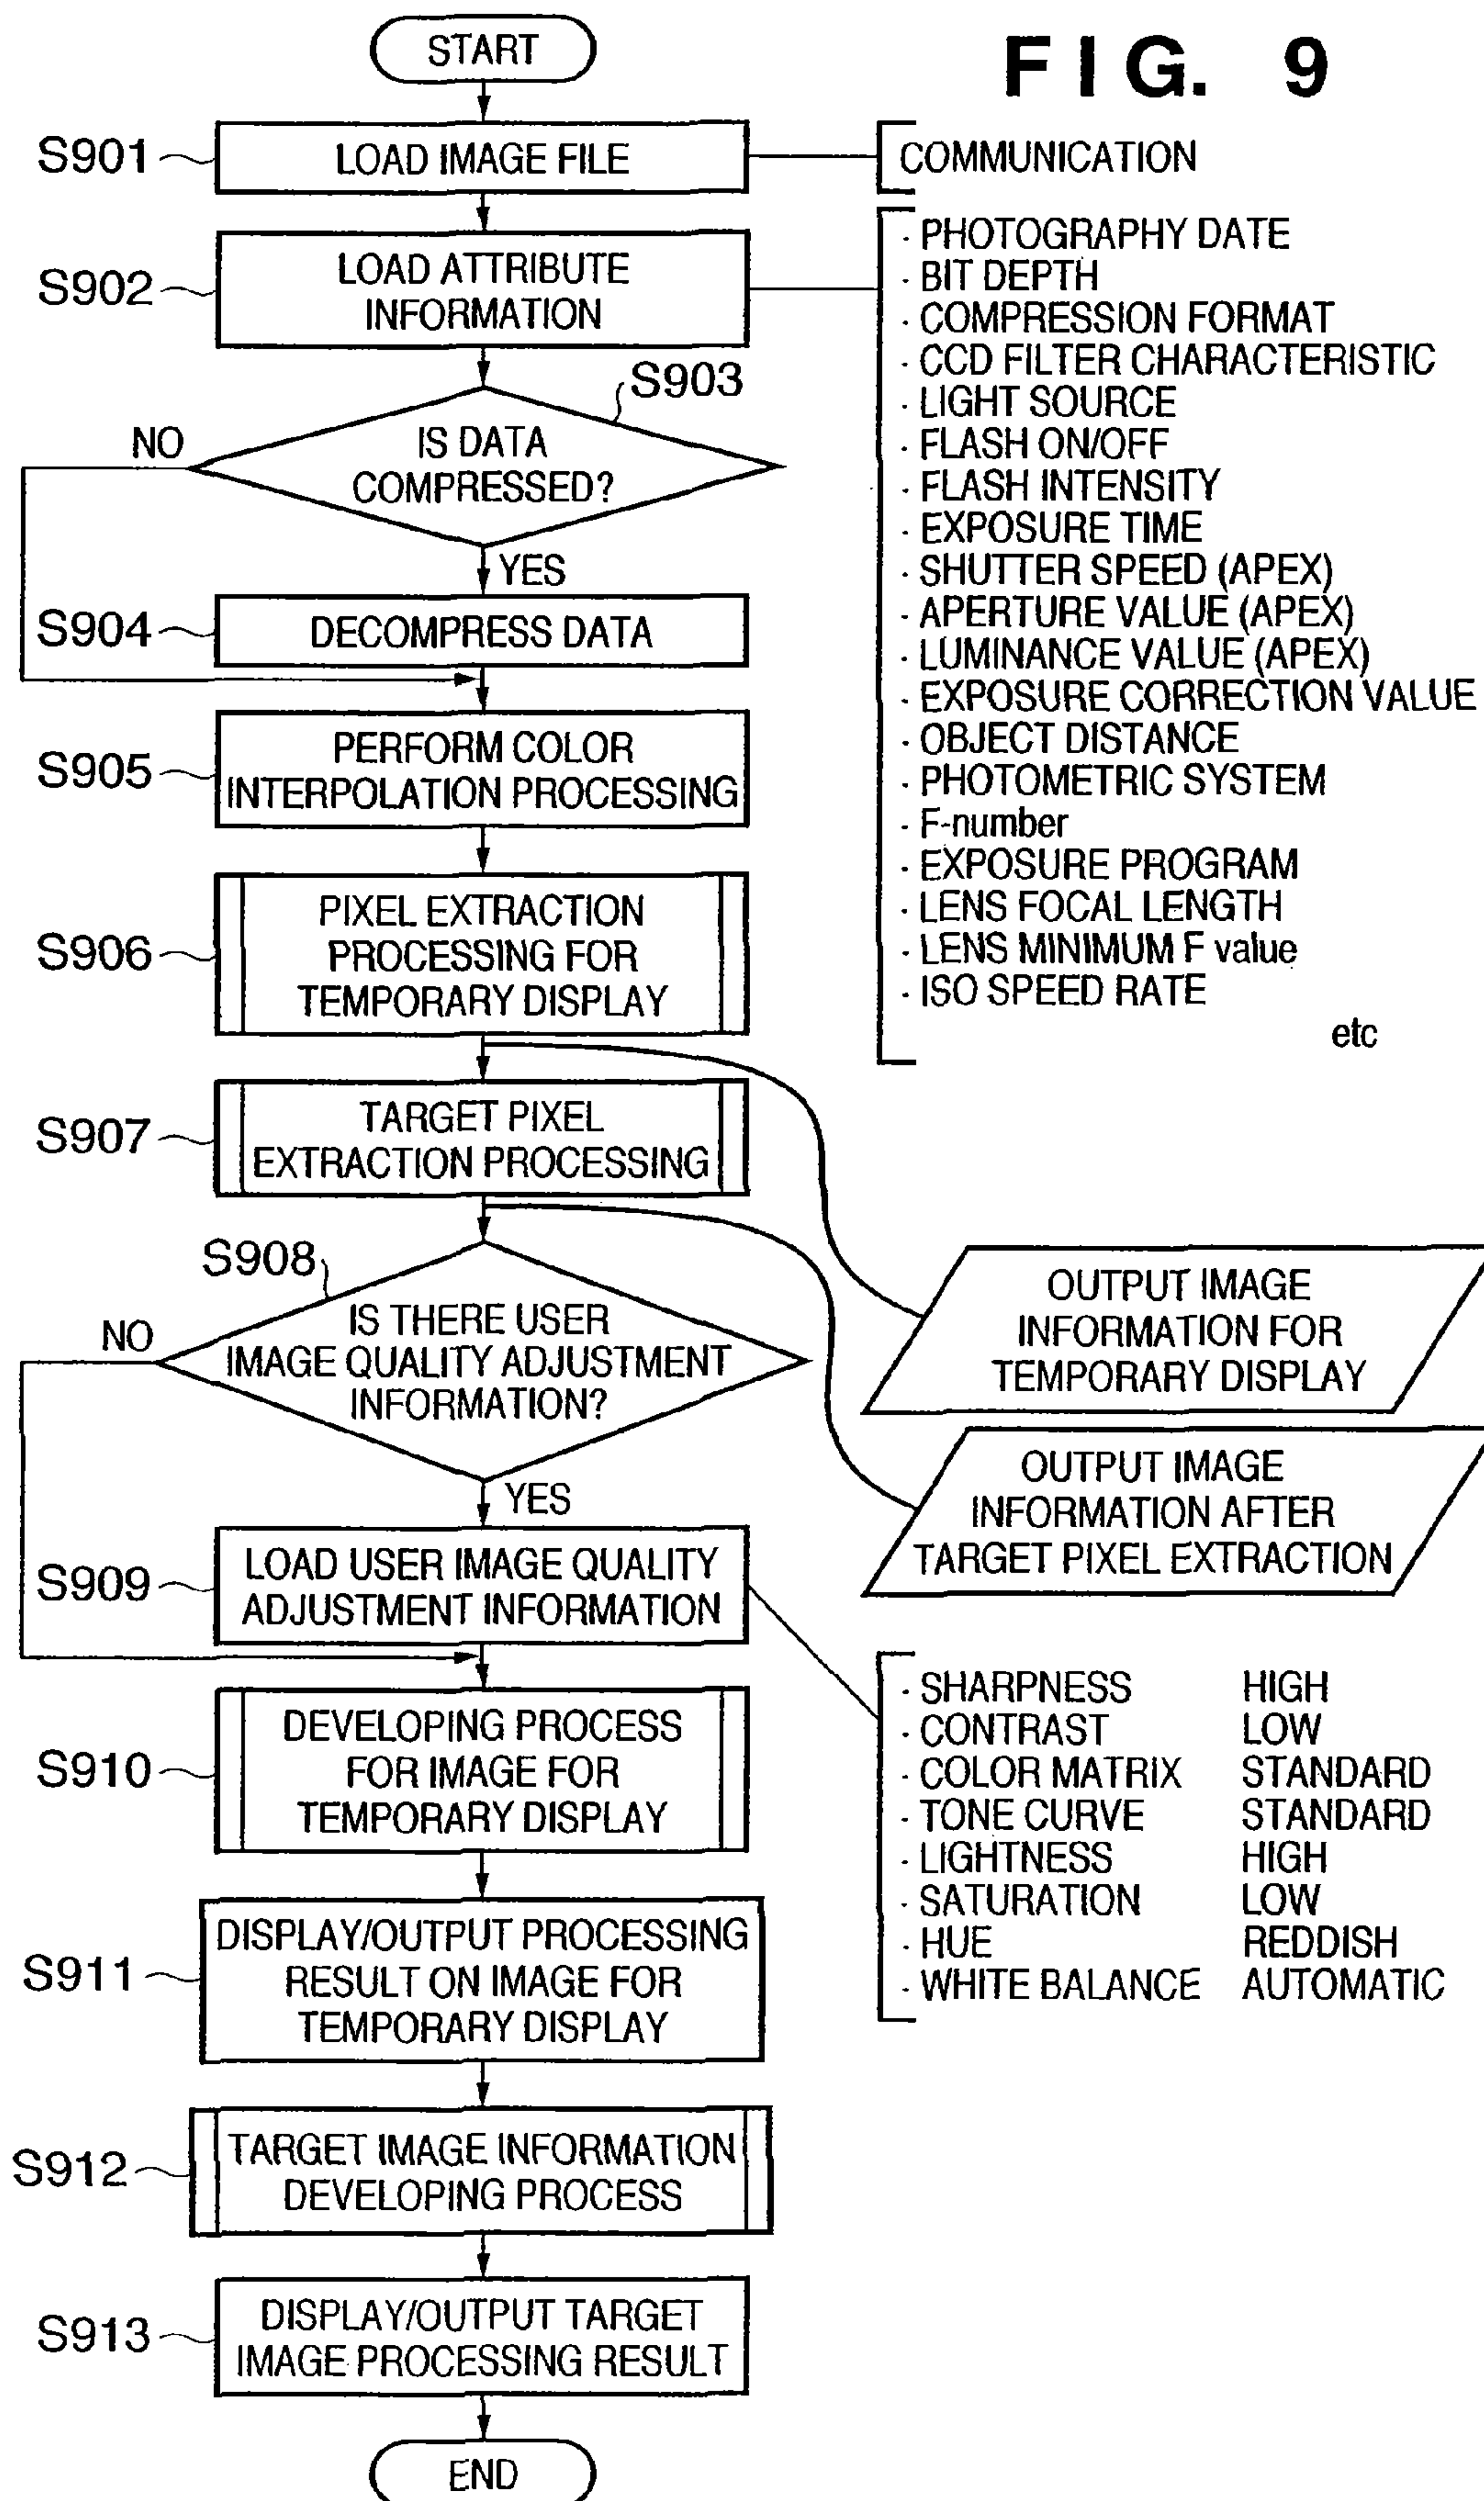 FIG. 9
START
S901
LOAD IMAGE FILE
COMMUNICATION
S902
LOAD ATTRIBUTE
INFORMATION
· PHOTOGRAPHY DATE
· BIT DEPTH
· COMPRESSION FORMAT
· CCD FILTER CHARACTERISTIC
· LIGHT SOURCE
· FLASH ON/OFF
· FLASH INTENSITY
· EXPOSURE TIME
· SHUTTER SPEED (APEX)
· APERTURE VALUE (APEX)
· LUMINANCE VALUE (APEX)
· EXPOSURE CORRECTION VALUE
· OBJECT DISTANCE
· PHOTOMETRIC SYSTEM
· F-number
· EXPOSURE PROGRAM
· LENS FOCAL LENGTH
· LENS MINIMUM F value
· ISO SPEED RATE
etc
S903
IS DATA
COMPRESSED?
NO
YES
S904
DECOMPRESS DATA
S905
PERFORM COLOR
INTERPOLATION PROCESSING
S906
PIXEL EXTRACTION
PROCESSING FOR
TEMPORARY DISPLAY
S907
TARGET PIXEL
EXTRACTION PROCESSING
OUTPUT IMAGE
INFORMATION FOR
TEMPORARY DISPLAY
OUTPUT IMAGE
INFORMATION AFTER
TARGET PIXEL EXTRACTION
S908
IS THERE USER
IMAGE QUALITY ADJUSTMENT
INFORMATION?
NO
YES
S909
LOAD USER IMAGE QUALITY
ADJUSTMENT INFORMATION
· SHARPNESS HIGH
· CONTRAST LOW
· COLOR MATRIX STANDARD
· TONE CURVE STANDARD
· LIGHTNESS HIGH
· SATURATION LOW
· HUE REDDISH
· WHITE BALANCE AUTOMATIC
S910
DEVELOPING PROCESS
FOR IMAGE FOR
TEMPORARY DISPLAY
S911
DISPLAY/OUTPUT PROCESSING
RESULT ON IMAGE FOR
TEMPORARY DISPLAY
S912
TARGET IMAGE INFORMATION
DEVELOPING PROCESS
S913
DISPLAY/OUTPUT TARGET
IMAGE PROCESSING RESULT
END